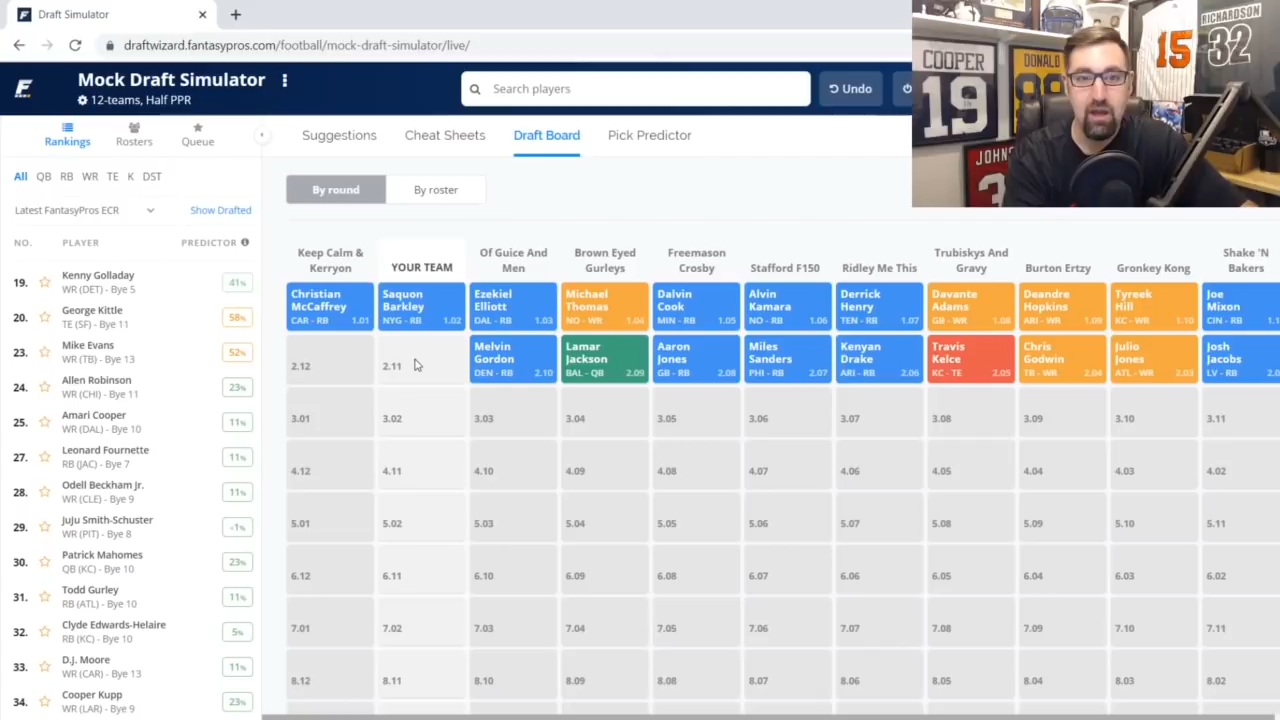 Draft Simulator
draftwizard.fantasypros.com/football/mock-draft-simulator/live/
Mock Draft Simulator
12-teams, Half PPR
Search players
Undo
Rankings
Rosters
Queue
Suggestions
Cheat Sheets
Draft Board
Pick Predictor
All QB RB WR TE K DST
By round
By roster
Latest FantasyPros ECR
Show Drafted
NO. PLAYER PREDICTOR
19. Kenny Golladay 41%
WR (DET) - Bye 5
20. George Kittle 58%
TE (SF) - Bye 11
23. Mike Evans 52%
WR (TB) - Bye 13
24. Allen Robinson 23%
WR (CHI) - Bye 11
25. Amari Cooper 11%
WR (DAL) - Bye 10
27. Leonard Fournette 11%
RB (JAC) - Bye 7
28. Odell Beckham Jr. 11%
WR (CLE) - Bye 9
29. JuJu Smith-Schuster <1%
WR (PIT) - Bye 8
30. Patrick Mahomes 23%
QB (KC) - Bye 10
31. Todd Gurley 11%
RB (ATL) - Bye 10
32. Clyde Edwards-Helaire 5%
RB (KC) - Bye 10
33. D.J. Moore 11%
WR (CAR) - Bye 13
34. Cooper Kupp 23%
WR (LAR) - Bye 9
Keep Calm & Kerryon
YOUR TEAM
Of Guice And Men
Brown Eyed Gurleys
Freemason Crosby
Stafford F150
Ridley Me This
Trubiskys And Gravy
Burton Ertzy
Gronkey Kong
Shake 'N Bakers
Christian McCaffrey CAR - RB 1.01
Saquon Barkley NYG - RB 1.02
Ezekiel Elliott DAL - RB 1.03
Michael Thomas NO - WR 1.04
Dalvin Cook MIN - RB 1.05
Alvin Kamara NO - RB 1.06
Derrick Henry TEN - RB 1.07
Davante Adams GB - WR 1.08
Deandre Hopkins ARI - WR 1.09
Tyreek Hill KC - WR 1.10
Joe Mixon CIN - RB
2.12
2.11
Melvin Gordon DEN - RB 2.10
Lamar Jackson BAL - QB 2.09
Aaron Jones GB - RB 2.08
Miles Sanders PHI - RB 2.07
Kenyan Drake ARI - RB 2.06
Travis Kelce KC - TE 2.05
Chris Godwin TB - WR 2.04
Julio Jones ATL - WR 2.03
Josh Jacobs LV - RB
3.01 3.02 3.03 3.04 3.05 3.06 3.07 3.08 3.09 3.10 3.11
4.12 4.11 4.10 4.09 4.08 4.07 4.06 4.05 4.04 4.03 4.02
5.01 5.02 5.03 5.04 5.05 5.06 5.07 5.08 5.09 5.10 5.11
6.12 6.11 6.10 6.09 6.08 6.07 6.06 6.05 6.04 6.03 6.02
7.01 7.02 7.03 7.04 7.05 7.06 7.07 7.08 7.09 7.10 7.11
8.12 8.11 8.10 8.09 8.08 8.07 8.06 8.05 8.04 8.03 8.02
COOPER
19
DONALD
JOHNS
15
RICHARDSON
32